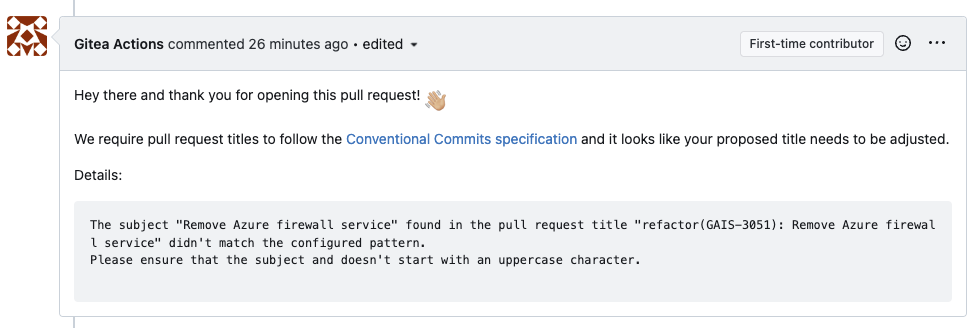 Gitea Actions commented 26 minutes ago • edited
First-time contributor
Hey there and thank you for opening this pull request! 👋🏼
We require pull request titles to follow the Conventional Commits specification and it looks like your proposed title needs to be adjusted.
Details:
The subject "Remove Azure firewall service" found in the pull request title "refactor(GAIS-3051): Remove Azure firewal
l service" didn't match the configured pattern.
Please ensure that the subject and doesn't start with an uppercase character.